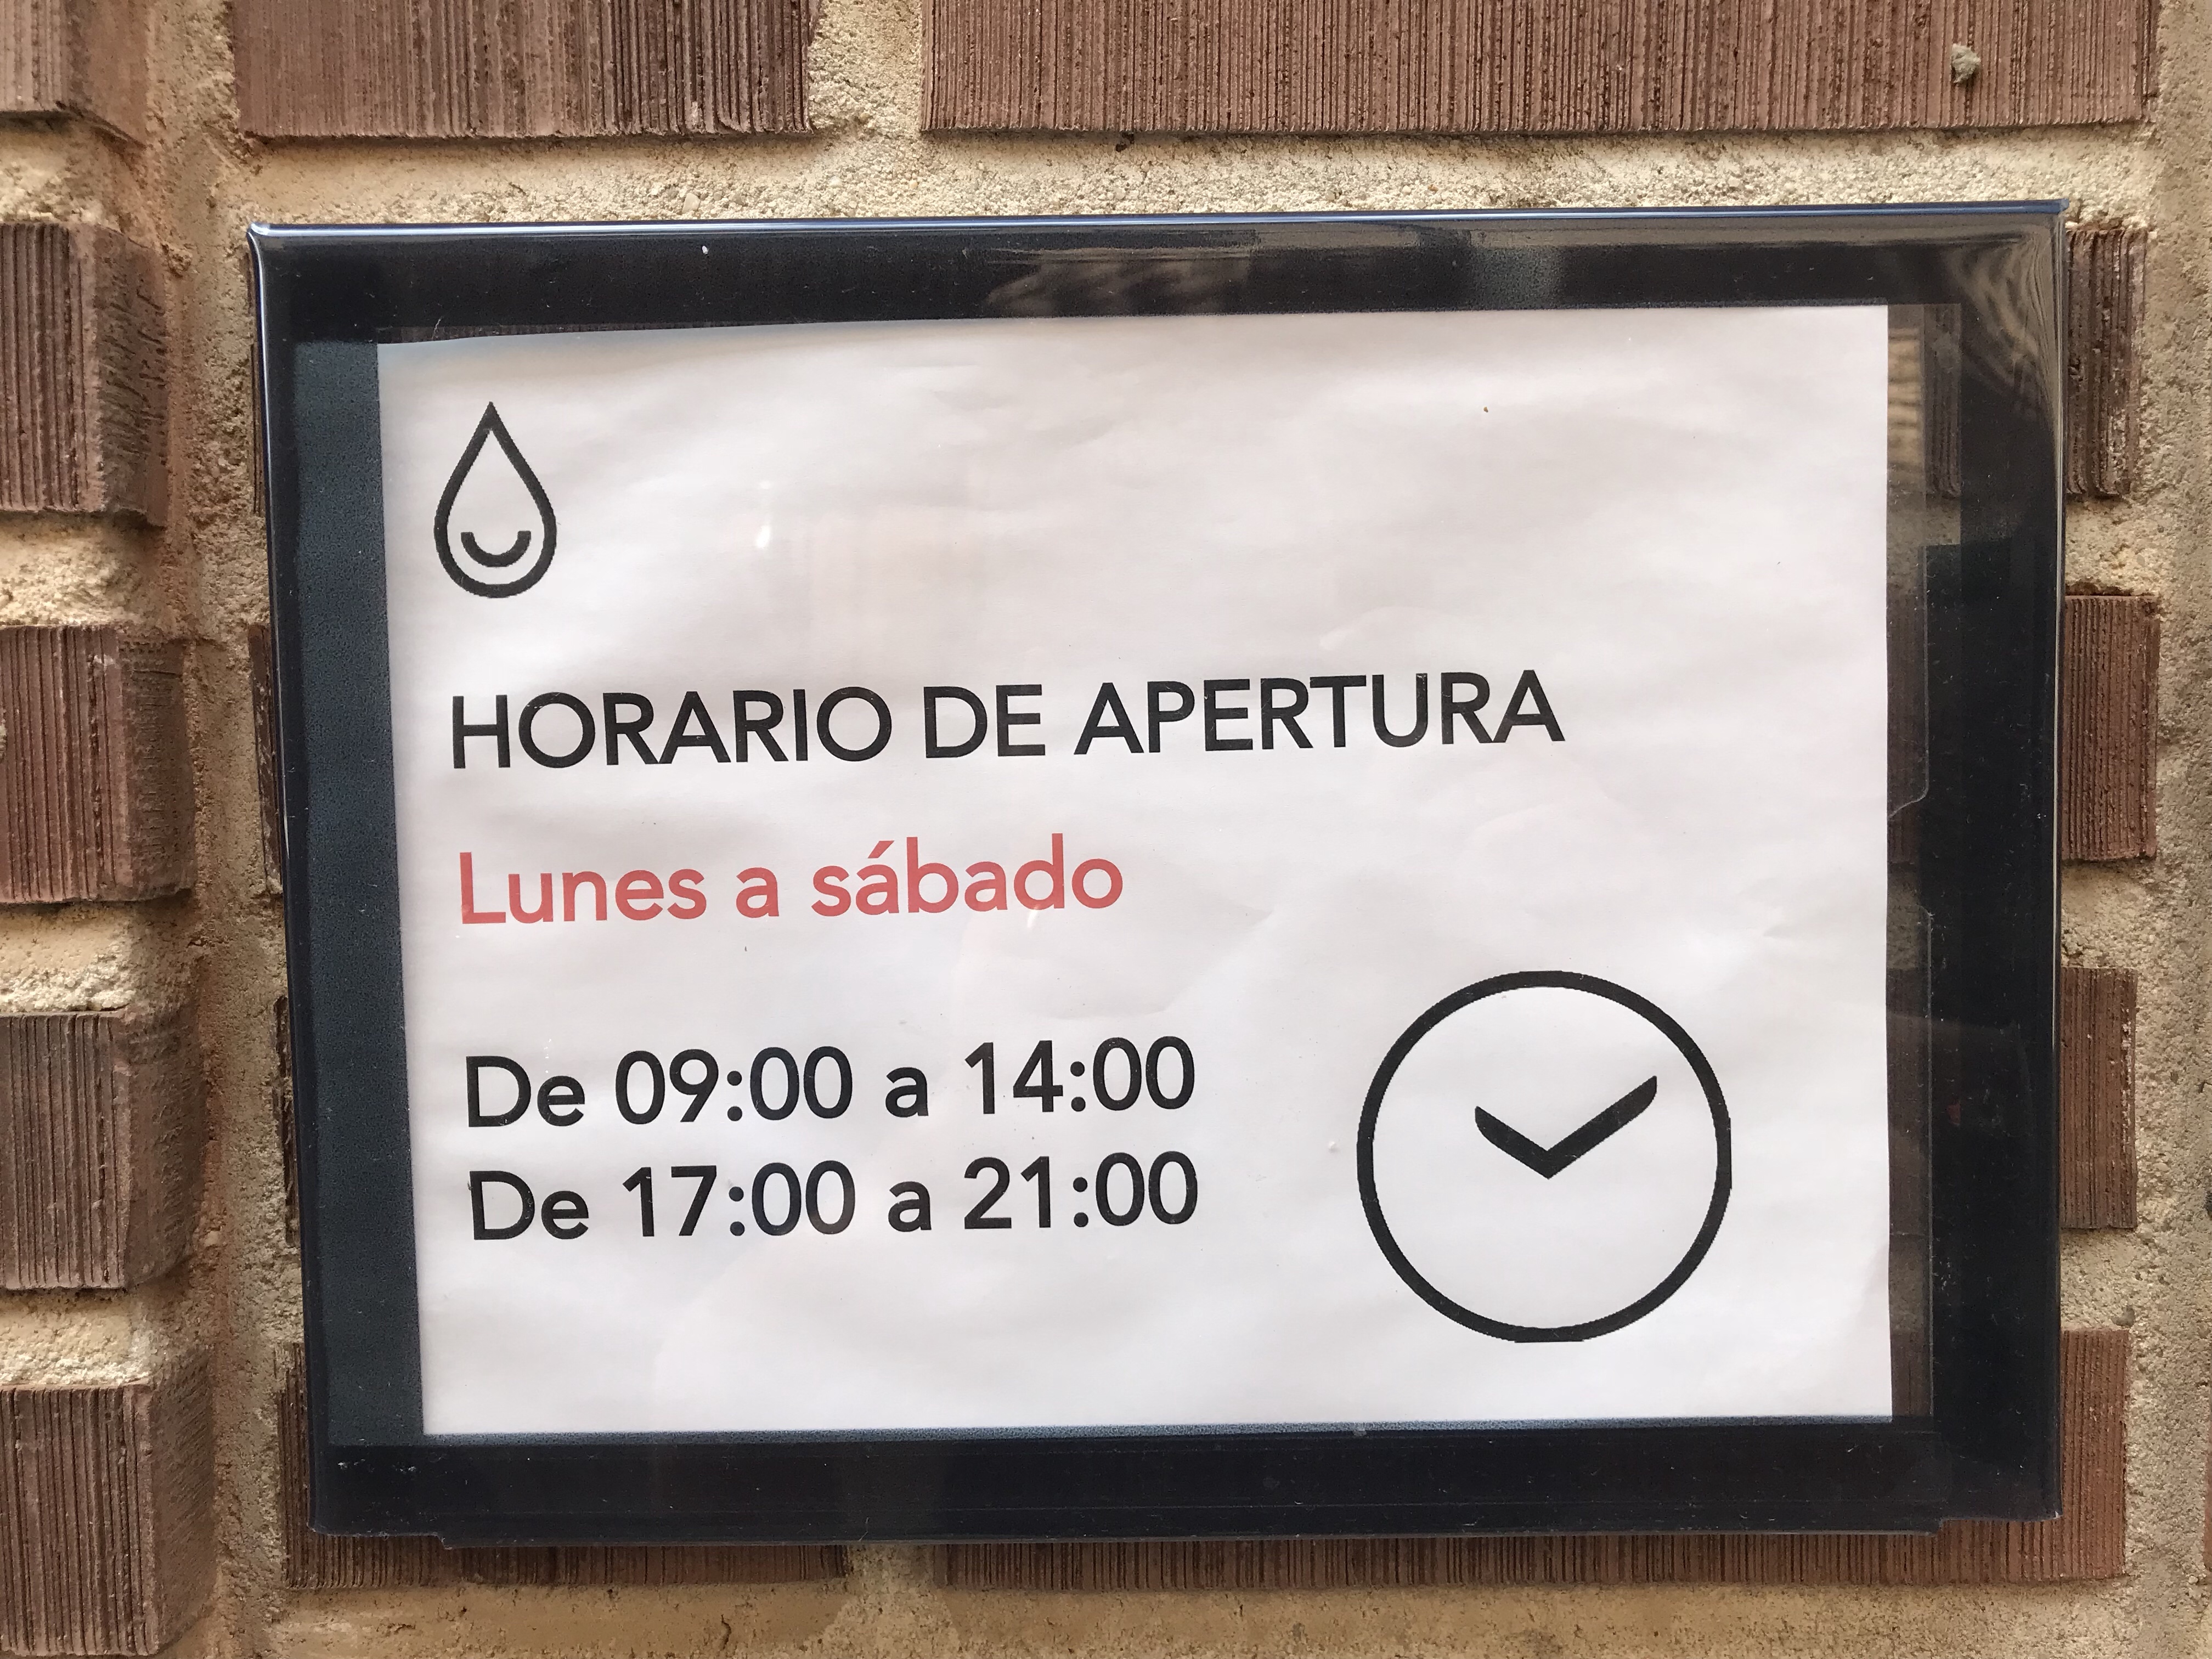 HORARIO DE APERTURA
Lunes a sábado
De 09:00 a 14:00
De 17:00 a 21:00